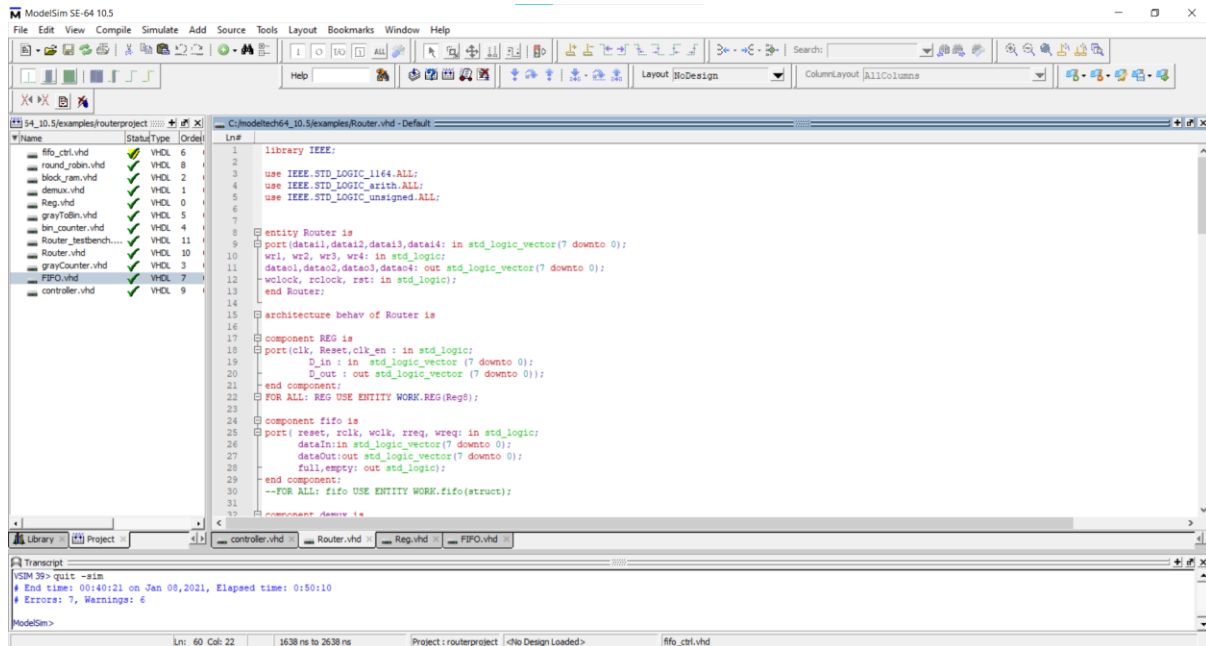 ModelSim SE-64 10.5
File Edit View Compile Simulate Add Source Tools Layout Bookmarks Window Help
Search:
Help
Layout NoDesign
ColumnLayout AllColumns
54_10.5/examples/routerproject
C:/modeltech64_10.5/examples/Router.vhd - Default
Name Status Type Order
Ln#
fifo_ctrl.vhd VHDL 6
round_robin.vhd VHDL 8
block_ram.vhd VHDL 2
demux.vhd VHDL 1
Reg.vhd VHDL 0
grayToBin.vhd VHDL 5
bin_counter.vhd VHDL 4
Router_testbench.... VHDL 11
Router.vhd VHDL 10
grayCounter.vhd VHDL 3
FIFO.vhd VHDL 7
controller.vhd VHDL 9
1 library IEEE;
2
3 use IEEE.STD_LOGIC_1164.ALL;
4 use IEEE.STD_LOGIC_arith.ALL;
5 use IEEE.STD_LOGIC_unsigned.ALL;
6
7
8 entity Router is
9 port(datai1,datai2,datai3,datai4: in std_logic_vector(7 downto 0);
10 wr1, wr2, wr3, wr4: in std_logic;
11 datao1,datao2,datao3,datao4: out std_logic_vector(7 downto 0);
12 wclock, rclock, rst: in std_logic);
13 end Router;
14
15 architecture behav of Router is
16
17 component REG is
18 port(clk, Reset,clk_en : in std_logic;
19 D_in : in std_logic_vector (7 downto 0);
20 D_out : out std_logic_vector (7 downto 0));
21 end component;
22 FOR ALL: REG USE ENTITY WORK.REG(Reg8);
23
24 component fifo is
25 port( reset, rclk, wclk, rreq, wreq: in std_logic;
26 dataIn:in std_logic_vector(7 downto 0);
27 dataOut:out std_logic_vector(7 downto 0);
28 full,empty: out std_logic);
29 end component;
30 --FOR ALL: fifo USE ENTITY WORK.fifo(struct);
31
32 component demux is
Library Project
controller.vhd Router.vhd Reg.vhd FIFO.vhd
Transcript
VSIM 39> quit -sim
# End time: 00:40:21 on Jan 08,2021, Elapsed time: 0:50:10
# Errors: 7, Warnings: 6
ModelSim>
Ln: 60 Col: 22 1638 ns to 2638 ns Project : routerproject <No Design Loaded> fifo_ctrl.vhd